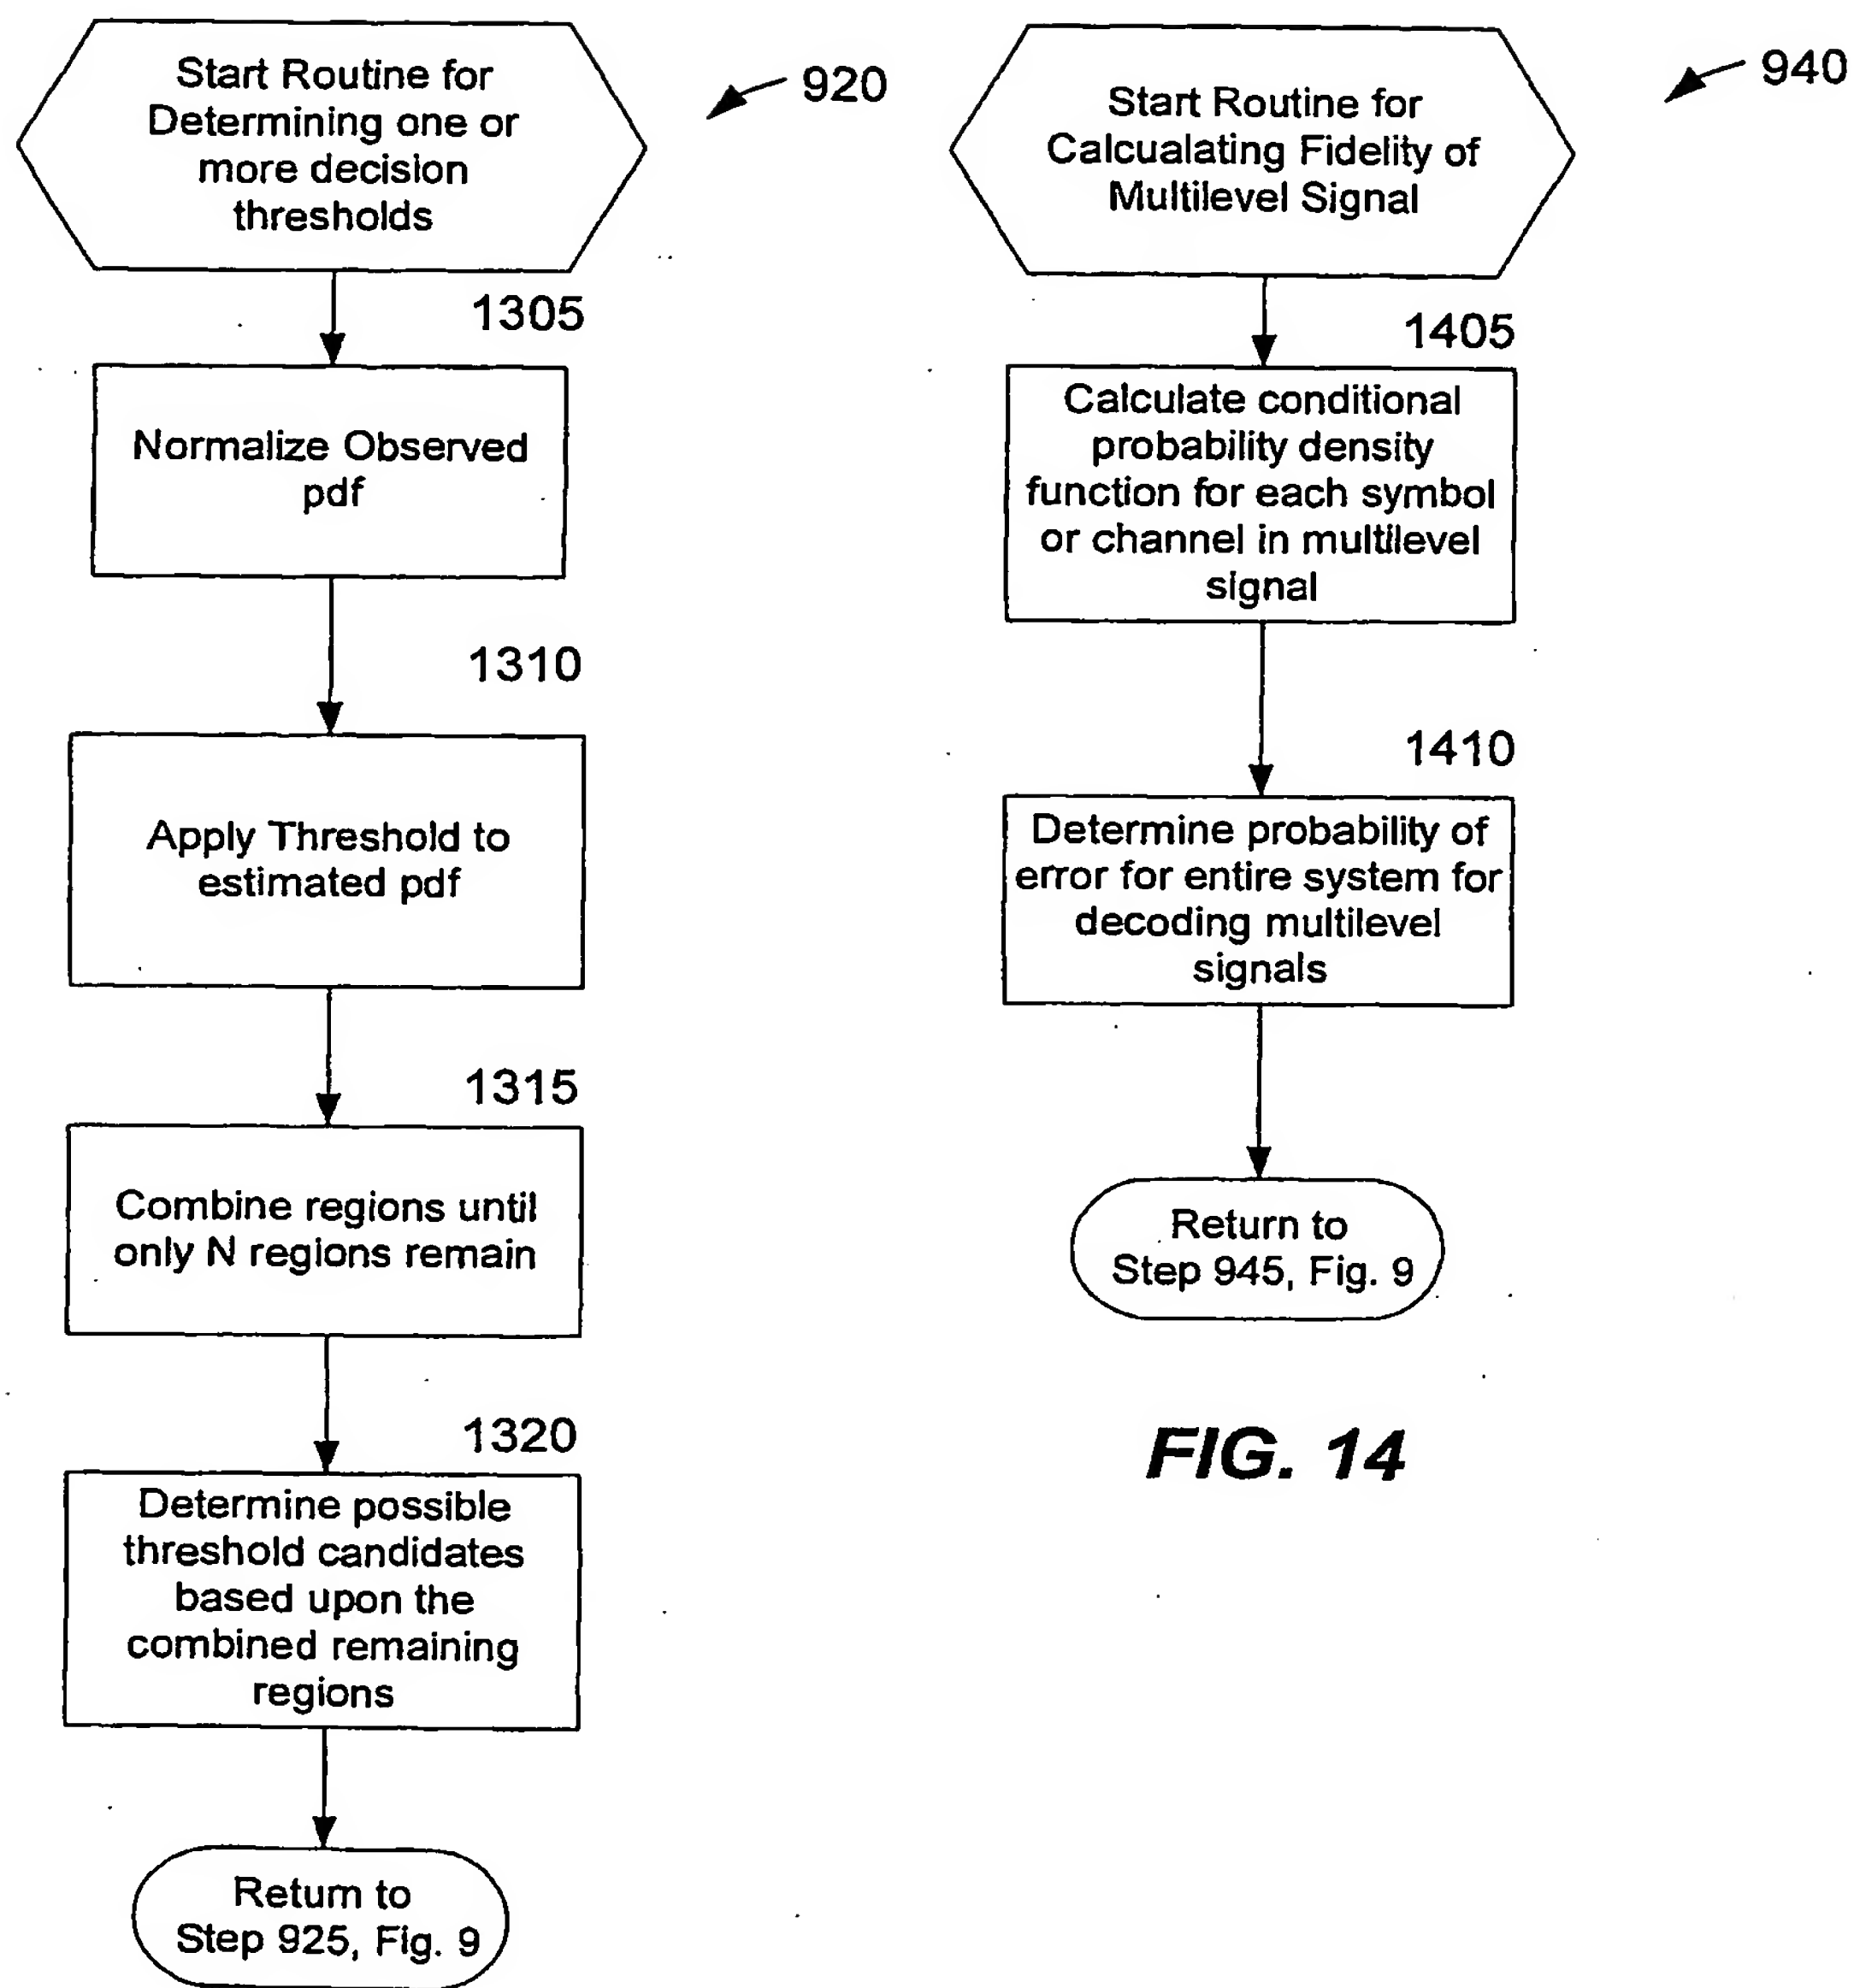 Start Routine for
Determining one or
more decision
thresholds
920
1305
Normalize Observed
pdf
1310
Apply Threshold to
estimated pdf
1315
Combine regions until
only N regions remain
1320
Determine possible
threshold candidates
based upon the
combined remaining
regions
Return to
Step 925, Fig. 9
Start Routine for
Calcualating Fidelity of
Multilevel Signal
940
1405
Calculate conditional
probability density
function for each symbol
or channel in multilevel
signal
1410
Determine probability of
error for entire system for
decoding multilevel
signals
Return to
Step 945, Fig. 9
FIG. 14